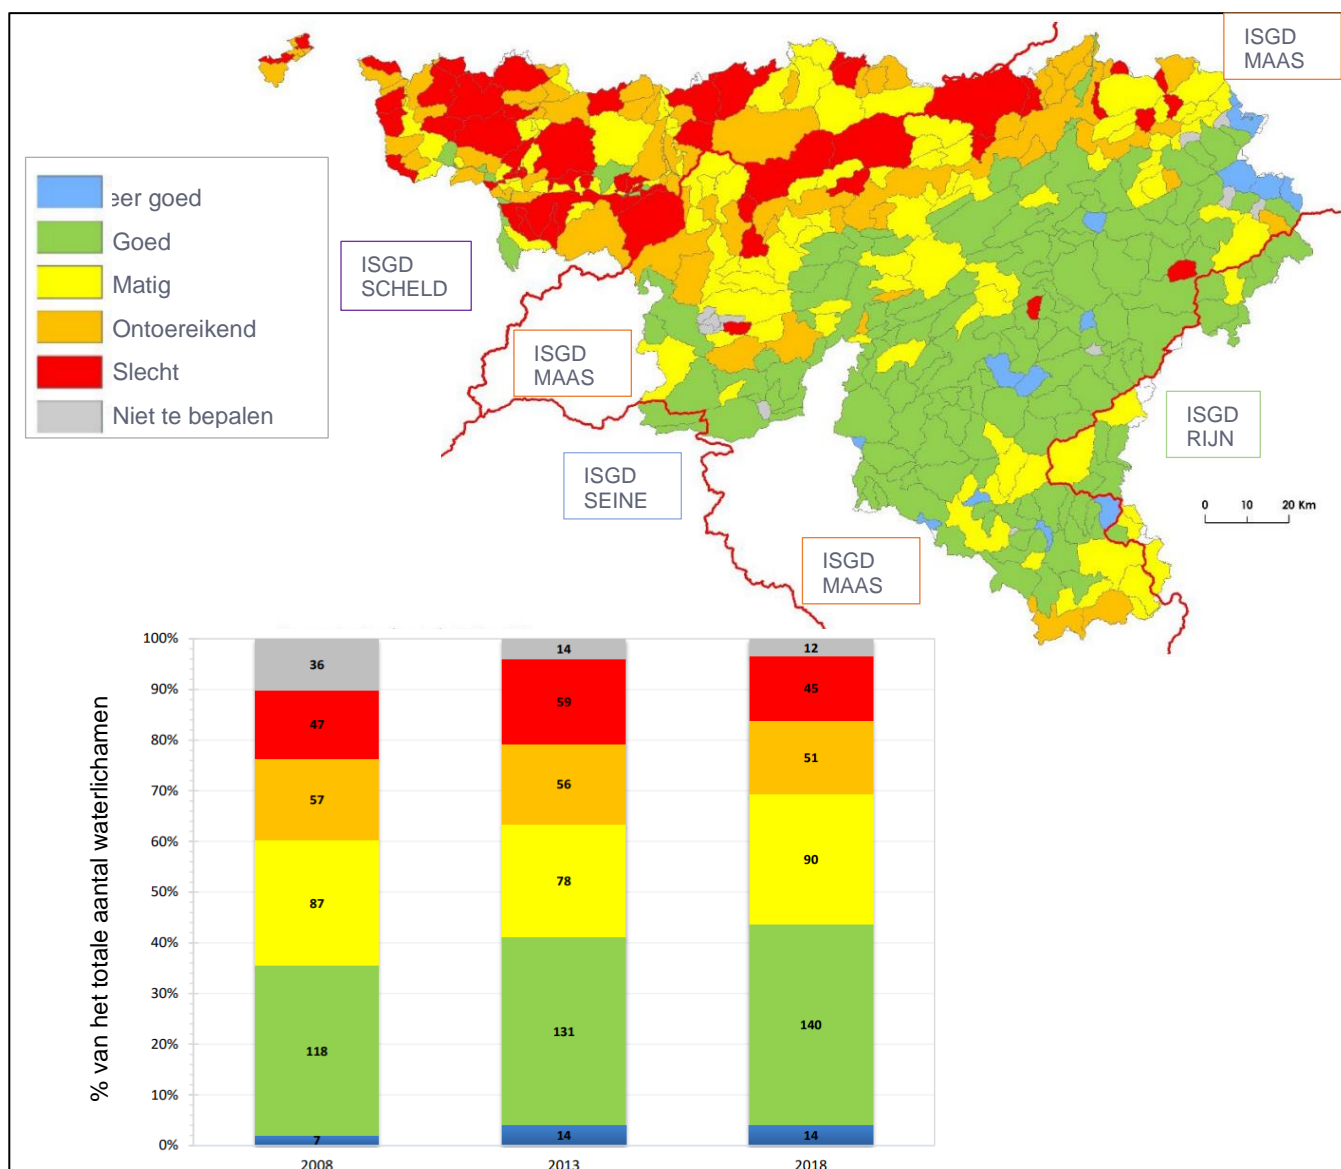 ISGD
MAAS
eer goed
Goed
Matig
Ontoereikend
Slecht
Niet te bepalen
ISGD
SCHELD
ISGD
MAAS
ISGD
SEINE
ISGD
MAAS
ISGD
RIJN
0 10 20 Km
% van het totale aantal waterlichamen
100%
90%
80%
70%
60%
50%
40%
30%
20%
10%
0%
36
47
57
87
118
7
14
59
56
78
131
14
12
45
51
90
140
14
2008 2013 2018